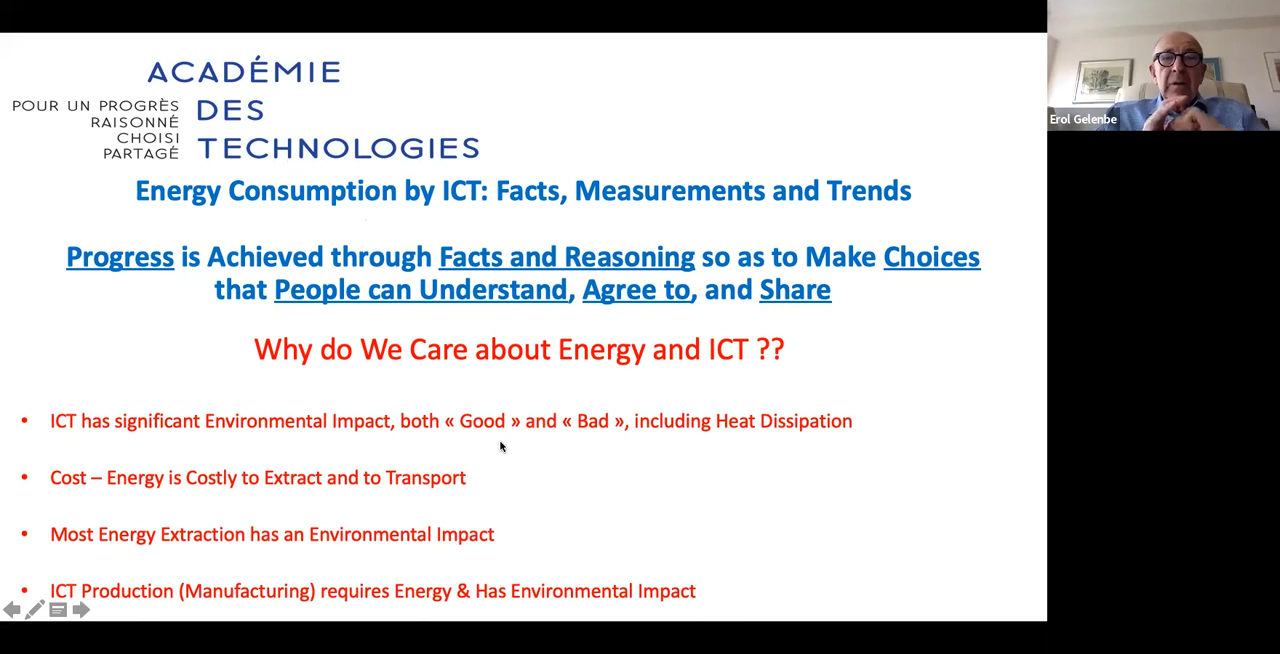 ACADÉMIE
POUR UN PROGRÈS DES
RAISONNÉ
CHOISI
PARTAGÉ TECHNOLOGIES
Erol Gelenbe
Energy Consumption by ICT: Facts, Measurements and Trends
Progress is Achieved through Facts and Reasoning so as to Make Choices
that People can Understand, Agree to, and Share
Why do We Care about Energy and ICT ??
• ICT has significant Environmental Impact, both « Good » and « Bad », including Heat Dissipation
• Cost – Energy is Costly to Extract and to Transport
• Most Energy Extraction has an Environmental Impact
• ICT Production (Manufacturing) requires Energy & Has Environmental Impact